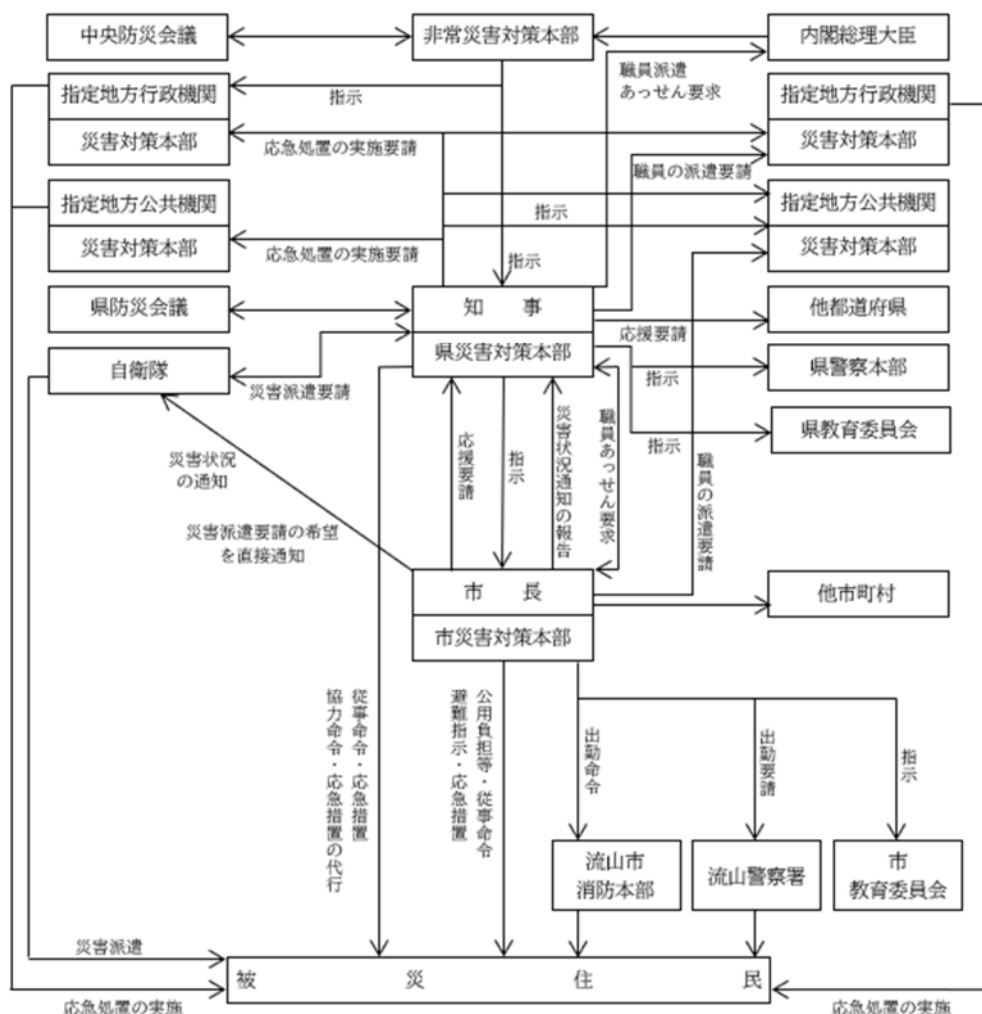 中央防災会議
非常災害対策本部
内閣総理大臣
職員派遣
あっせん要求
指定地方行政機関
災害対策本部
指示
指定地方行政機関
災害対策本部
応急処置の実施要請
職員の派遣要請
指定地方公共機関
災害対策本部
指示
指定地方公共機関
災害対策本部
応急処置の実施要請
指示
県防災会議
知 事
県災害対策本部
他都道府県
応援要請
自衛隊
災害派遣要請
県警察本部
指示
県教育委員会
指示
災害状況
の通知
応援要請
指示
災害状況通知の報告
職員あっせん要求
職員の派遣要請
災害派遣要請の希望
を直接通知
市 長
市災害対策本部
他市町村
従事命令・応急措置
協力命令・応急措置の代行
公用負担等・従事命令
避難指示・応急措置
出勤命令
出勤要請
指示
流山市
消防本部
流山警察署
市
教育委員会
災害派遣
被 災 住 民
応急処置の実施
応急処置の実施